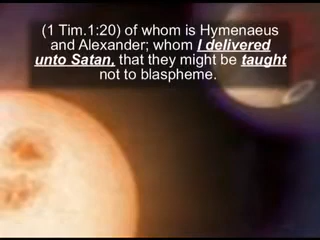 (1 Tim.1:20) of whom is Hymenaeus
and Alexander; whom I delivered
unto Satan, that they might be taught
not to blaspheme.